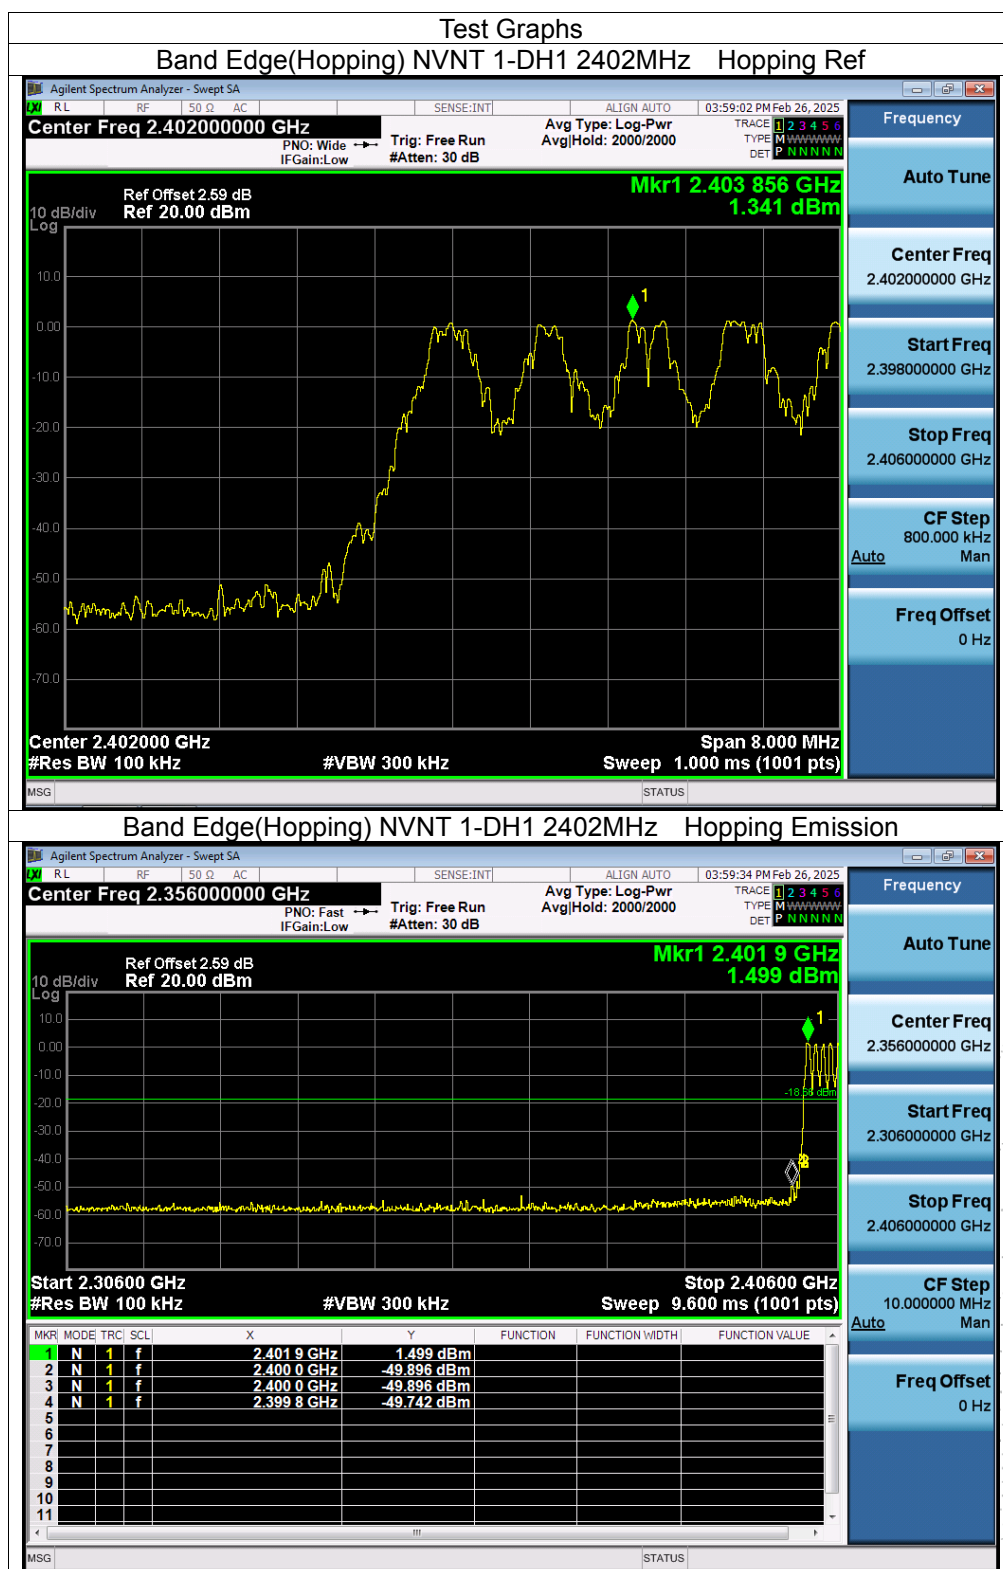 Test Graphs
Band Edge(Hopping) NVNT 1-DH1 2402MHz Hopping Ref
Agilent Spectrum Analyzer - Swept SA
LXI RL RF 50 Ω AC SENSE:INT ALIGN AUTO 03:59:02 PM Feb 26, 2025
Center Freq 2.402000000 GHz
PNO: Wide
IFGain:Low
Trig: Free Run
#Atten: 30 dB
Avg Type: Log-Pwr
Avg|Hold: 2000/2000
TRACE 1 2 3 4 5 6
TYPE M WWWWW
DET P N N N N N
Frequency
Auto Tune
Center Freq
2.402000000 GHz
Start Freq
2.398000000 GHz
Stop Freq
2.406000000 GHz
CF Step
800.000 kHz
Auto Man
Freq Offset
0 Hz
Mkr1 2.403 856 GHz
1.341 dBm
Ref Offset 2.59 dB
10 dB/div Ref 20.00 dBm
Log
10.0
0.00
-10.0
-20.0
-30.0
-40.0
-50.0
-60.0
-70.0
1
Center 2.402000 GHz Span 8.000 MHz
#Res BW 100 kHz #VBW 300 kHz Sweep 1.000 ms (1001 pts)
MSG STATUS
Band Edge(Hopping) NVNT 1-DH1 2402MHz Hopping Emission
Agilent Spectrum Analyzer - Swept SA
LXI RL RF 50 Ω AC SENSE:INT ALIGN AUTO 03:59:34 PM Feb 26, 2025
Center Freq 2.356000000 GHz
PNO: Fast
IFGain:Low
Trig: Free Run
#Atten: 30 dB
Avg Type: Log-Pwr
Avg|Hold: 2000/2000
TRACE 1 2 3 4 5 6
TYPE M WWWWW
DET P N N N N N
Frequency
Auto Tune
Center Freq
2.356000000 GHz
Start Freq
2.306000000 GHz
Stop Freq
2.406000000 GHz
CF Step
10.000000 MHz
Auto Man
Freq Offset
0 Hz
Mkr1 2.401 9 GHz
1.499 dBm
Ref Offset 2.59 dB
10 dB/div Ref 20.00 dBm
Log
10.0
0.00
-10.0
-20.0
-30.0
-40.0
-50.0
-60.0
-70.0
1
Start 2.30600 GHz Stop 2.40600 GHz
#Res BW 100 kHz #VBW 300 kHz Sweep 9.600 ms (1001 pts)
MKR MODE TRC SCL X Y FUNCTION FUNCTION WIDTH FUNCTION VALUE
1 N 1 f 2.401 9 GHz 1.499 dBm
2 N 1 f 2.400 0 GHz -49.896 dBm
3 N 1 f 2.400 0 GHz -49.896 dBm
4 N 1 f 2.399 8 GHz -49.742 dBm
5
6
7
8
9
10
11
MSG STATUS